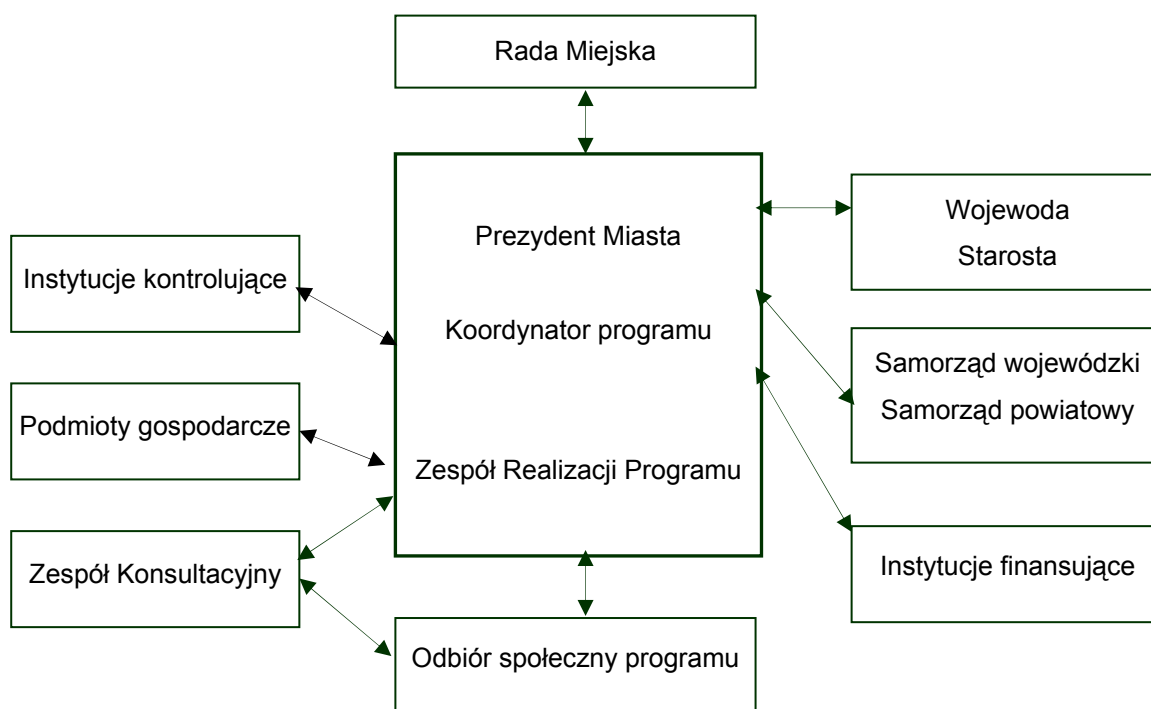 Rada Miejska
Prezydent Miasta
Koordynator programu
Zespół Realizacji Programu
Instytucje kontrolujące
Podmioty gospodarcze
Zespół Konsultacyjny
Wojewoda
Starosta
Samorząd wojewódzki
Samorząd powiatowy
Instytucje finansujące
Odbiór społeczny programu